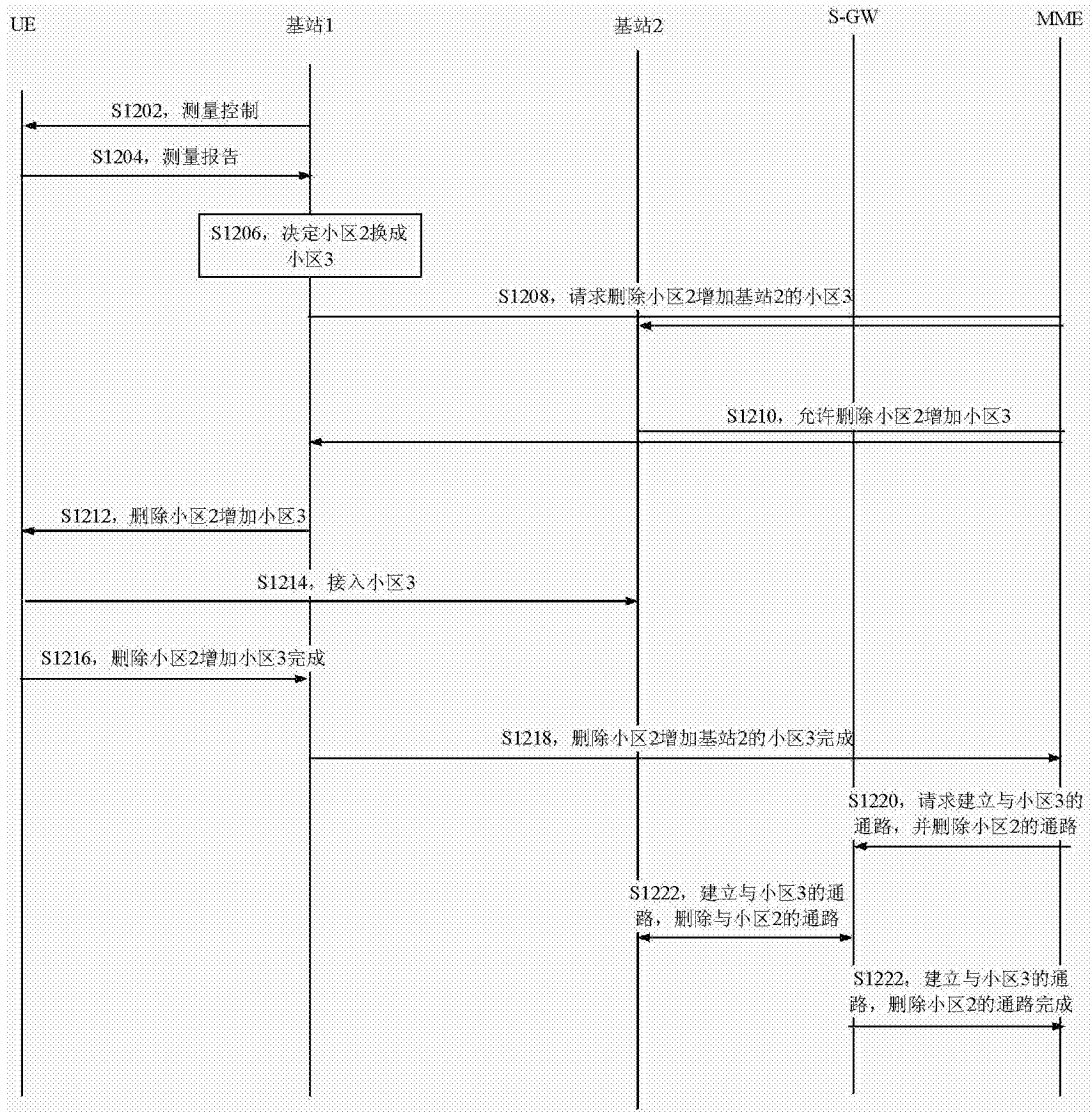 UE
基站1
基站2
S-GW
MME
S1202，测量控制
S1204，测量报告
S1206，决定小区2换成
小区3
S1208，请求删除小区2增加基站2的小区3
S1210，允许删除小区2增加小区3
S1212，删除小区2增加小区3
S1214，接入小区3
S1216，删除小区2增加小区3完成
S1218，删除小区2增加基站2的小区3完成
S1220，请求建立与小区3的
通路，并删除小区2的通路
S1222，建立与小区3的通
路，删除与小区2的通路
S1222，建立与小区3的通
路，删除小区2的通路完成